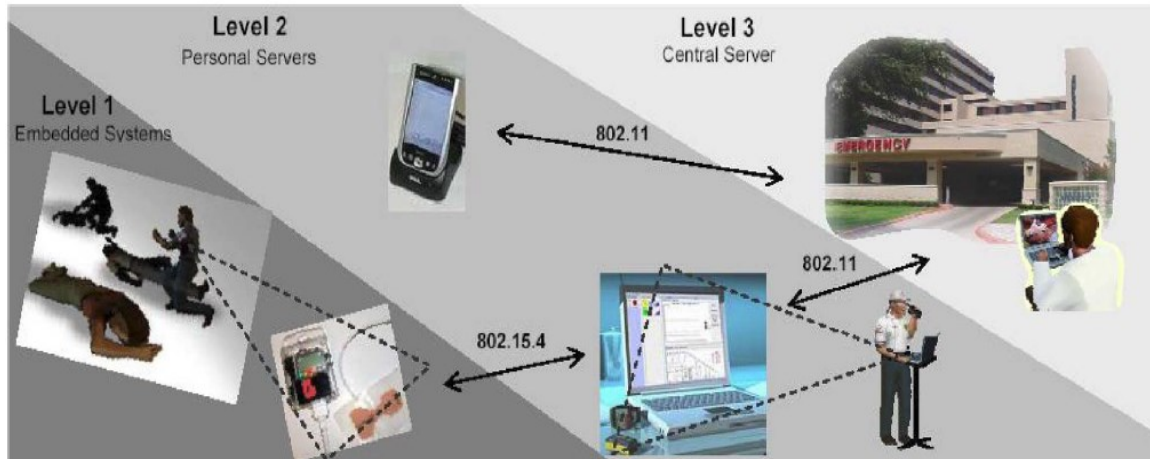 Level 1
Embedded Systems
Level 2
Personal Servers
Level 3
Central Server
802.11
EMERGENCY
802.11
802.15.4